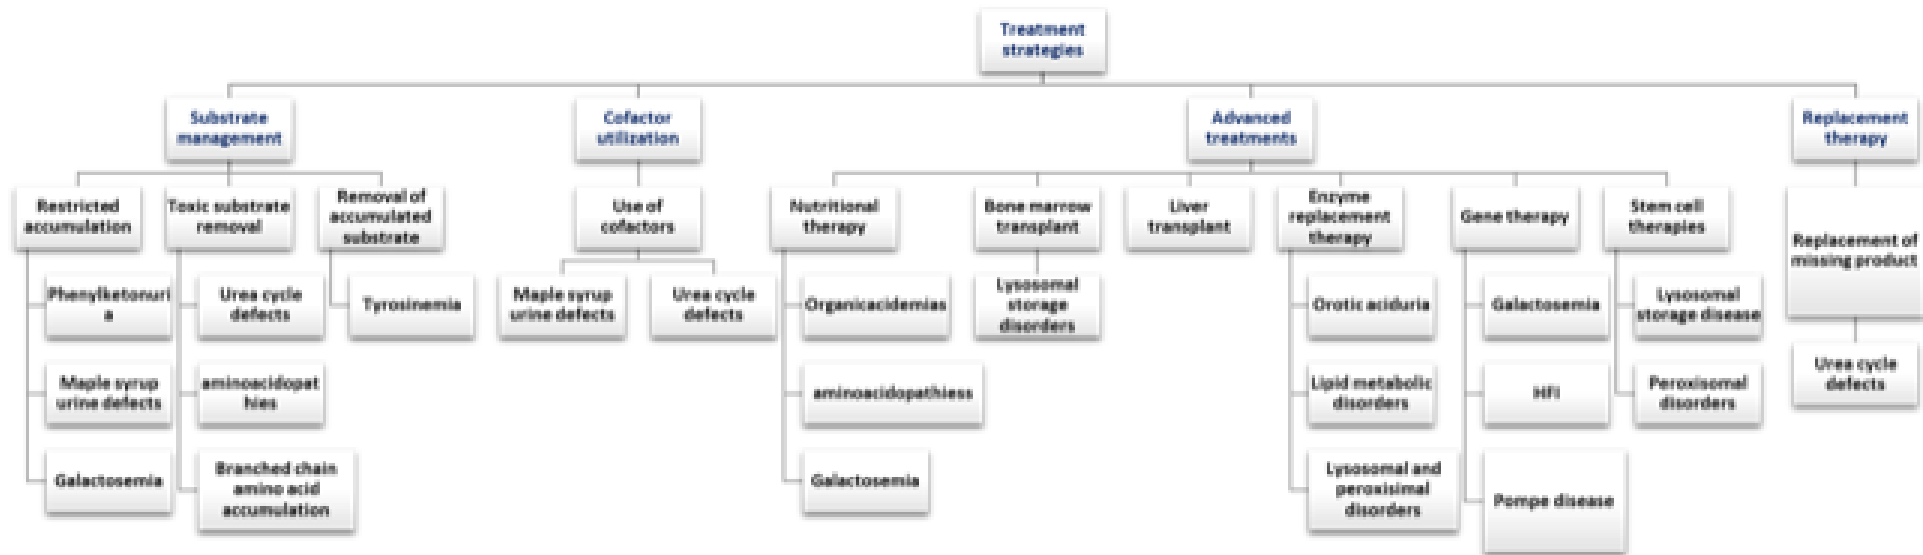 Treatment
strategies
Substrate
management
Cofactor
utilization
Advanced
treatments
Replacement
therapy
Restricted
accumulation
Toxic substrate
removal
Removal of
accumulated
substrate
Use of
cofactors
Nutritional
therapy
Bone marrow
transplant
Liver
transplant
Enzyme
replacement
therapy
Gene therapy
Stem cell
therapies
Replacement of
missing product
Phenylketonuri
a
Maple syrup
urine defects
Galactosemia
Urea cycle
defects
aminoacidopat
hies
Branched chain
amino acid
accumulation
Tyrosinemia
Maple syrup
urine defects
Urea cycle
defects
Organicacidemias
aminoacidopathiess
Galactosemia
Lysosomal
storage
disorders
Orotic aciduria
Lipid metabolic
disorders
Lysosomal and
peroxisimal
disorders
Galactosemia
HFI
Pompe disease
Lysosomal
storage disease
Peroxisomal
disorders
Urea cycle
defects